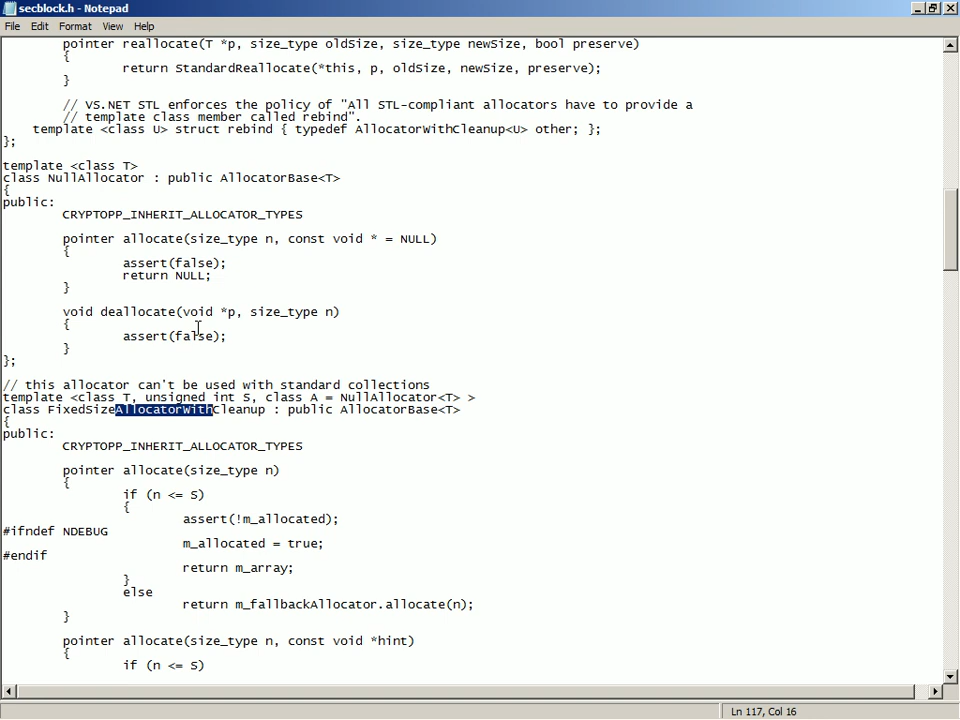 secblock.h - Notepad
File Edit Format View Help
pointer reallocate(T *p, size_type oldSize, size_type newSize, bool preserve)
{
return StandardReallocate(*this, p, oldSize, newSize, preserve);
}
// VS.NET STL enforces the policy of "All STL-compliant allocators have to provide a
// template class member called rebind".
template <class U> struct rebind { typedef AllocatorWithCleanup<U> other; };
};
template <class T>
class NullAllocator : public AllocatorBase<T>
{
public:
CRYPTOPP_INHERIT_ALLOCATOR_TYPES
pointer allocate(size_type n, const void * = NULL)
{
assert(false);
return NULL;
}
void deallocate(void *p, size_type n)
{
assert(false);
}
};
// this allocator can't be used with standard collections
template <class T, unsigned int S, class A = NullAllocator<T> >
class FixedSizeAllocatorWithCleanup : public AllocatorBase<T>
{
public:
CRYPTOPP_INHERIT_ALLOCATOR_TYPES
pointer allocate(size_type n)
{
if (n <= S)
{
assert(!m_allocated);
#ifndef NDEBUG
m_allocated = true;
#endif
return m_array;
}
else
return m_fallbackAllocator.allocate(n);
}
pointer allocate(size_type n, const void *hint)
{
if (n <= S)
Ln 117, Col 16